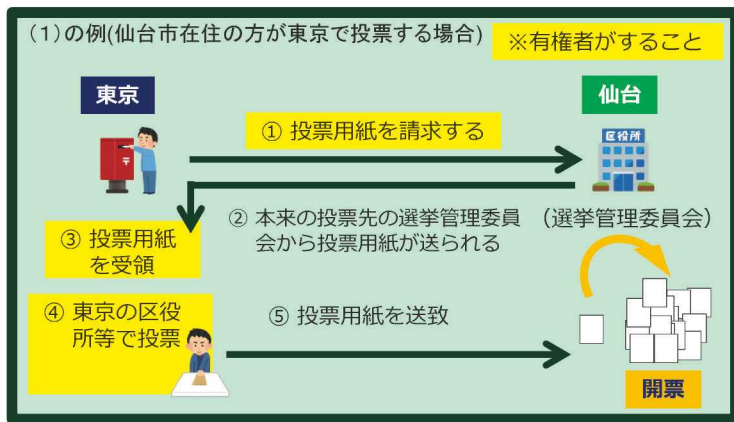 (1)の例(仙台市在住の方が東京で投票する場合)
※有権者がすること
東京
仙台
① 投票用紙を請求する
区役所
〒
② 本来の投票先の選挙管理委員
会から投票用紙が送られる
(選挙管理委員会)
③ 投票用紙
を受領
④ 東京の区役
所等で投票
⑤ 投票用紙を送致
開票